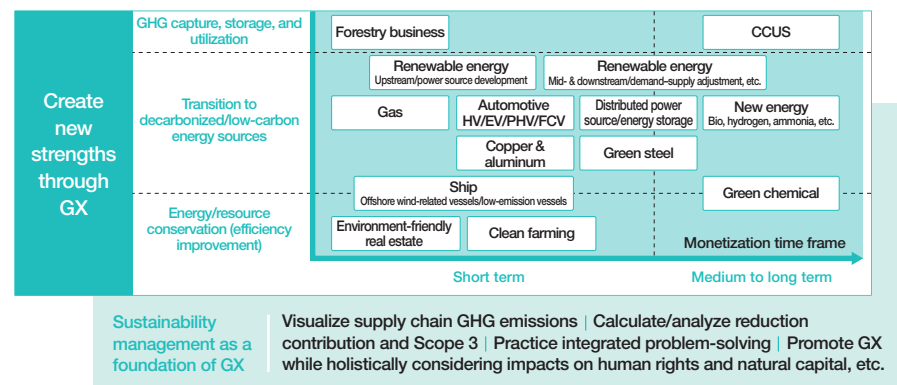 Create
new
strengths
through
GX
GHG capture, storage, and
utilization
Forestry business
CCUS
Transition to
decarbonized/low-carbon
energy sources
Renewable energy
Upstream/power source development
Renewable energy
Mid- & downstream/demand–supply adjustment, etc.
Gas
Automotive
HV/EV/PHV/FCV
Distributed power
source/energy storage
New energy
Bio, hydrogen, ammonia, etc.
Copper &
aluminum
Green steel
Ship
Offshore wind-related vessels/low-emission vessels
Green chemical
Energy/resource
conservation (efficiency
improvement)
Environment-friendly
real estate
Clean farming
Monetization time frame
Short term
Medium to long term
Sustainability
management as a
foundation of GX
Visualize supply chain GHG emissions | Calculate/analyze reduction
contribution and Scope 3 | Practice integrated problem-solving | Promote GX
while holistically considering impacts on human rights and natural capital, etc.